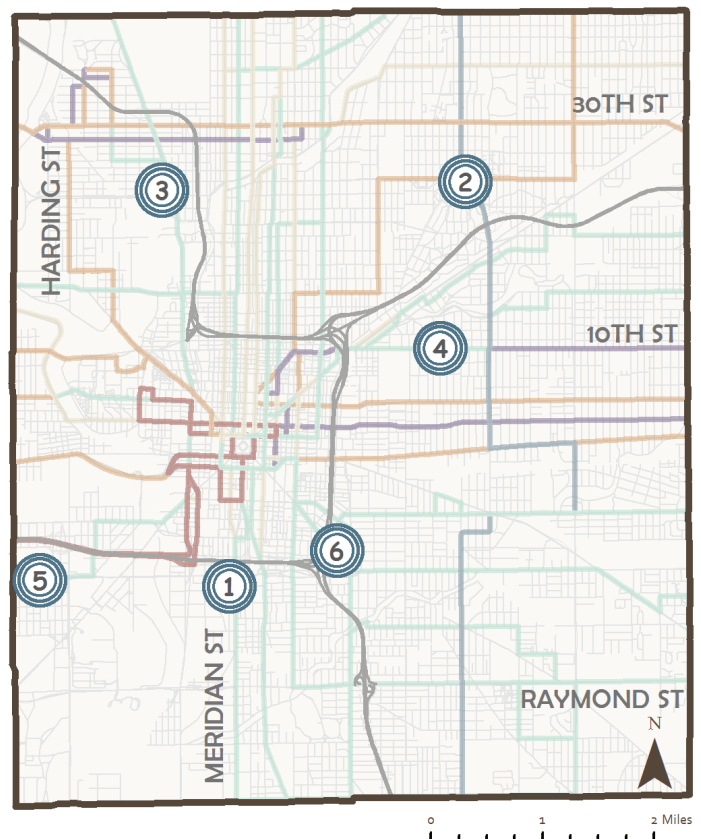 30TH ST
HARDING ST
3
2
10TH ST
4
6
5
1
MERIDIAN ST
RAYMOND ST
N
0 1 2 Miles